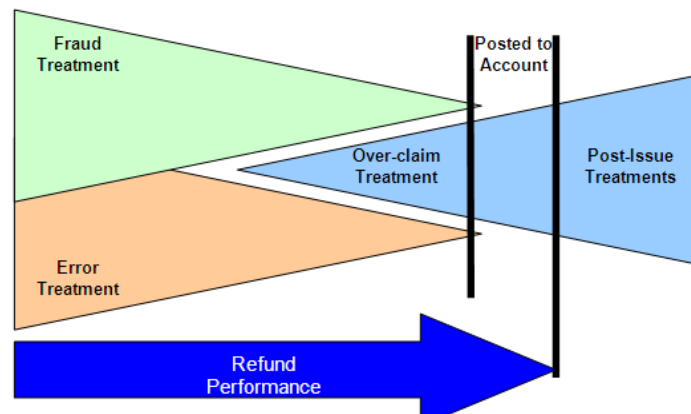 Fraud
Treatment
Posted to
Account
Over-claim
Treatment
Post-Issue
Treatments
Error
Treatment
Refund
Performance